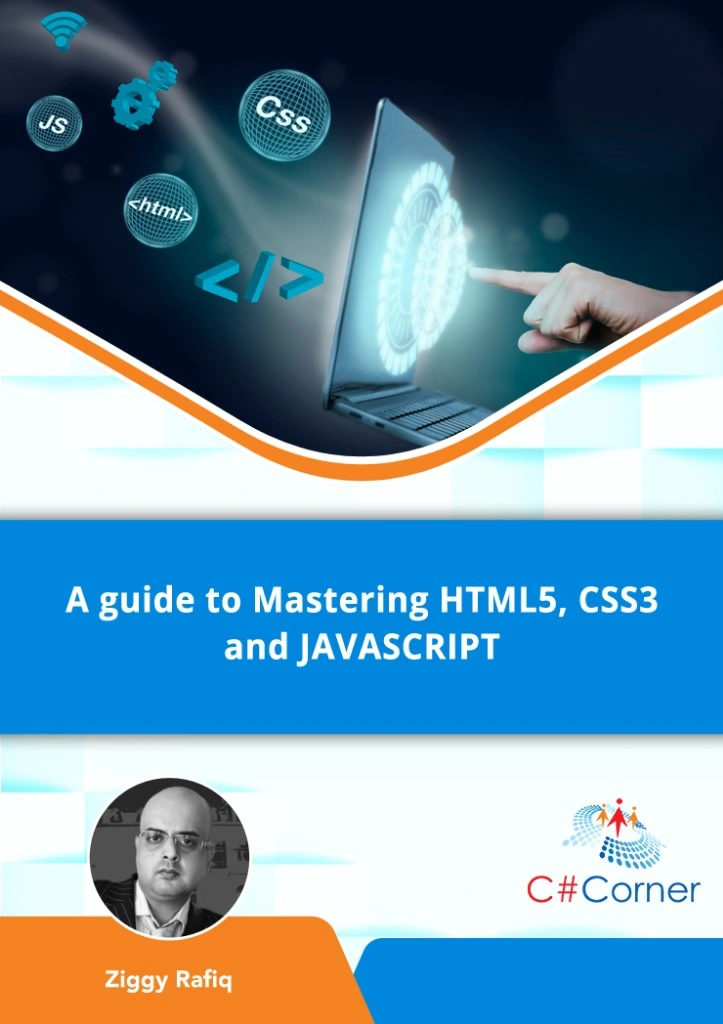 JS
Css
<html>
</>
A guide to Mastering HTML5, CSS3
and JAVASCRIPT
C#Corner
Ziggy Rafiq